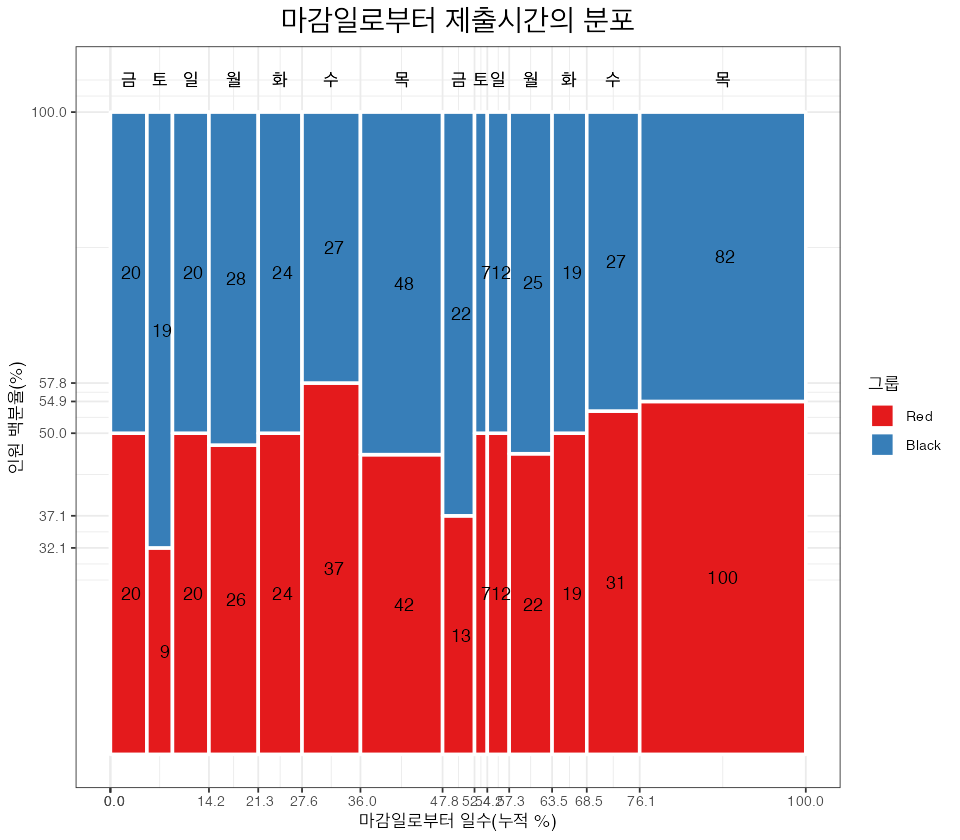 마감일로부터 제출시간의 분포
금 토 일 월 화 수 목 금 토 일 월 화 수 목
100.0
57.8
54.9
50.0
37.1
32.1
인원 백분율(%)
20 19 20 28 24 27 48 22 7 12 25 19 27 82
20 9 20 26 24 37 42 13 7 12 22 19 31 100
그룹
Red
Black
0.0 14.2 21.3 27.6 36.0 47.8 54.2 57.3 63.5 68.5 76.1 100.0
마감일로부터 일수(누적 %)